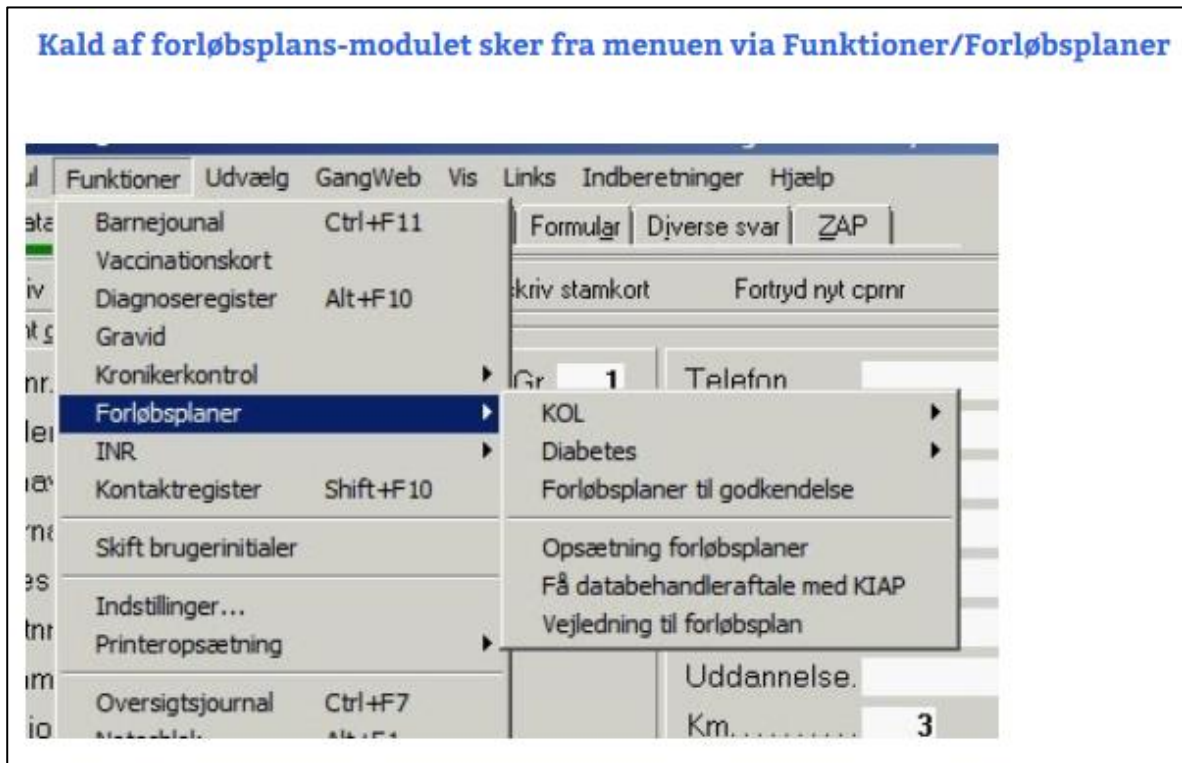 Kald af forløbsplans-modulet sker fra menuen via Funktioner/Forløbsplaner
Funktioner Udvælg GangWeb Vis Links Indberetninger Hjælp
Barnejounal Ctrl+F11 Formular Diverse svar ZAP
Vaccinationskort
Diagnoseregister Alt+F10 skriv stamkort Fortryd nyt cprnr
Gravid
Kronikerkontrol Gr 1 Telefon
Forløbsplaner KOL
INR Diabetes
Kontaktregister Shift+F10 Forløbsplaner til godkendelse
Skift brugerinitialer Opsætning forløbsplaner
Få databehandleraftale med KIAP
Indstillinger...
Vejledning til forløbsplan
Printeropsætning
Uddannelse.
Oversigtsjournal Ctrl+F7
Km.......... 3